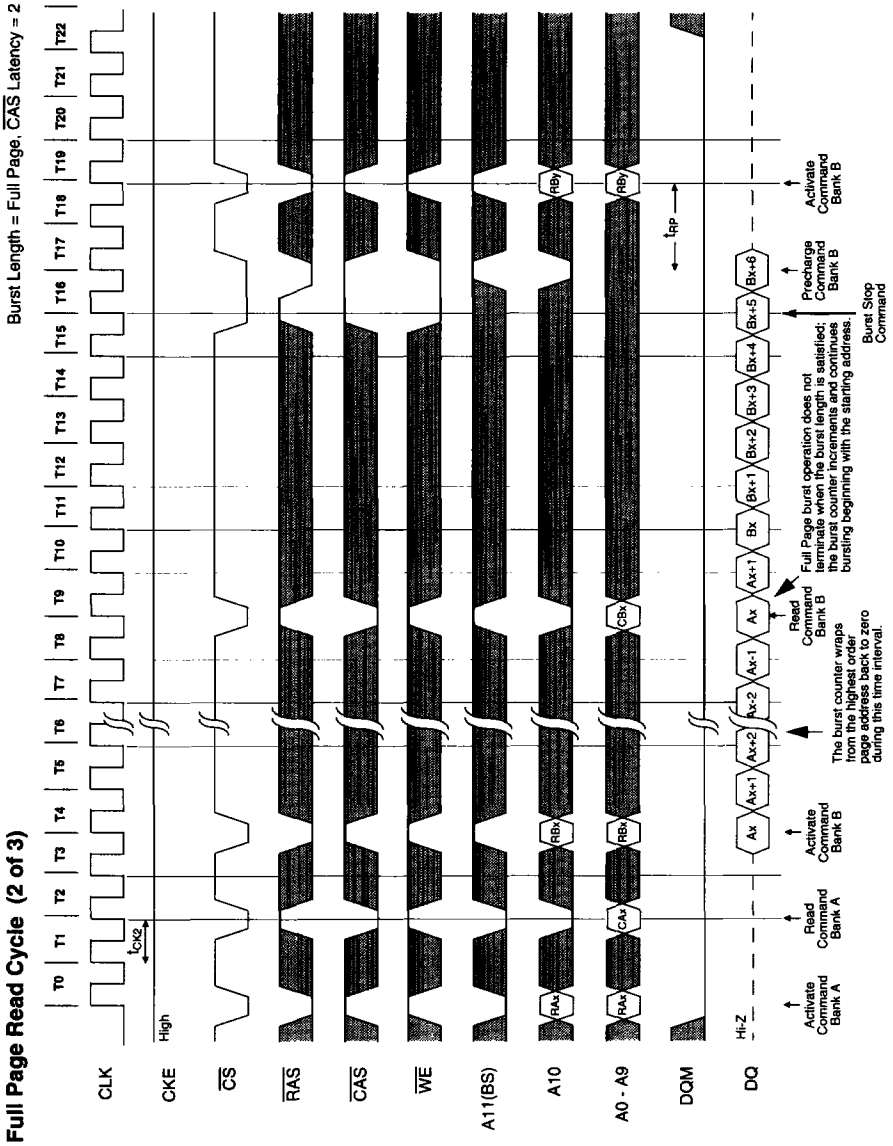 Full Page Read Cycle (2 of 3)
Burst Length = Full Page, CAS Latency = 2
T0 T1 T2 T3 T4 T5 T6 T7 T8 T9 T10 T11 T12 T13 T14 T15 T16 T17 T18 T19 T20 T21 T22
CLK
tCK2
CKE
High
CS
RAS
CAS
WE
A11(BS)
A10
RAx RBx RBy
A0 - A9
RAx CAx RBx CBx RBy
DQM
tRP
DQ
Hi-Z
Ax Ax+1 Ax+2 Ax-2 Ax-1 Ax Ax+1 Bx Bx+1 Bx+2 Bx+3 Bx+4 Bx+5 Bx+6
Activate
Command
Bank A
Read
Command
Bank A
Activate
Command
Bank B
The burst counter wraps
from the highest order
page address back to zero
during this time interval.
Read
Command
Bank B
Full Page burst operation does not
terminate when the burst length is satisfied;
the burst counter increments and continues
bursting beginning with the starting address.
Burst Stop
Command
Precharge
Command
Bank B
Activate
Command
Bank B